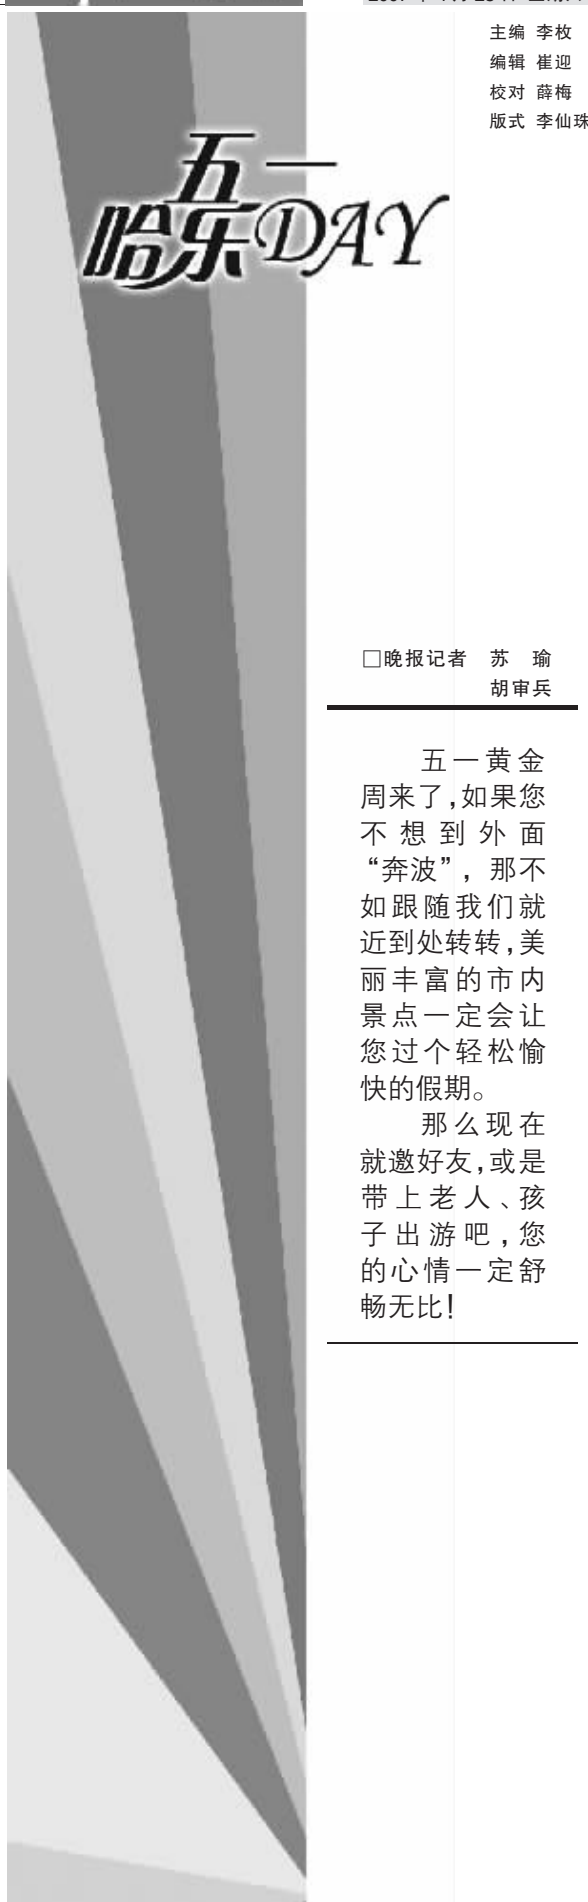 主编 李枚
编辑 崔迎
校对 薛梅
版式 李仙珠
五一
哈乐DAY
□晚报记者 苏 瑜
胡审兵
五一黄金
周来了,如果您
不想到外面
“奔波”，那不
如跟随我们就
近到处转转,美
丽丰富的市内
景点一定会让
您过个轻松愉
快的假期。
那么现在
就邀好友,或是
带上老人、孩
子出游吧,您
的心情一定舒
畅无比!